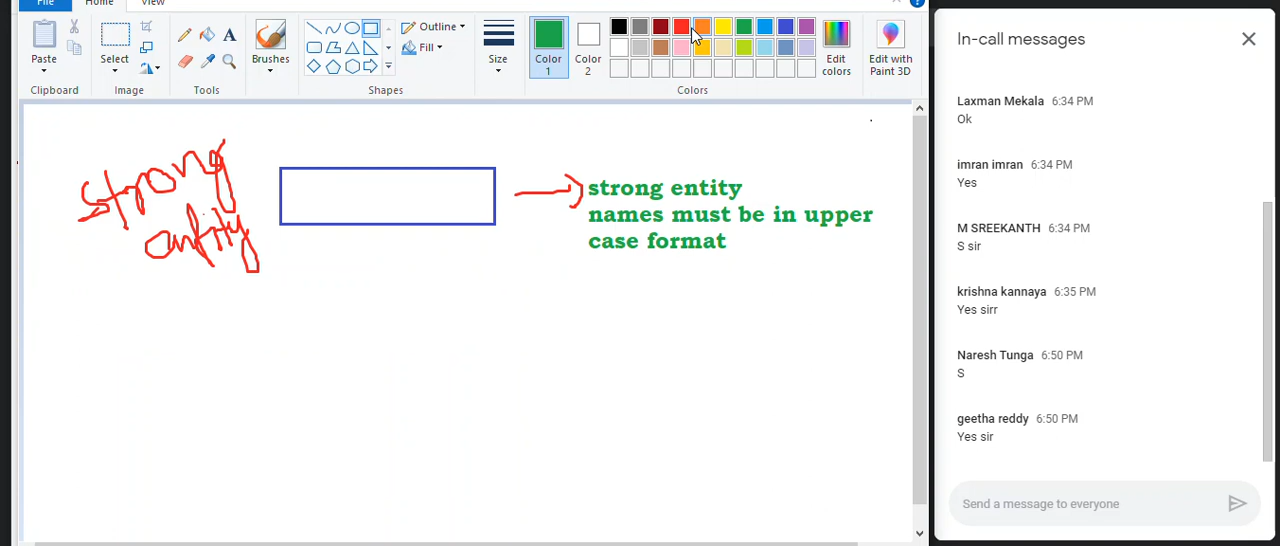 File
Home
View
Paste
Select
Brushes
Outline
Fill
Size
Color 1
Color 2
Edit colors
Edit with Paint 3D
Clipboard
Image
Tools
Shapes
Colors
strong
entity
strong entity
names must be in upper
case format
In-call messages
Laxman Mekala 6:34 PM
Ok
imran imran 6:34 PM
Yes
M SREEKANTH 6:34 PM
S sir
krishna kannaya 6:35 PM
Yes sirr
Naresh Tunga 6:50 PM
S
geetha reddy 6:50 PM
Yes sir
Send a message to everyone